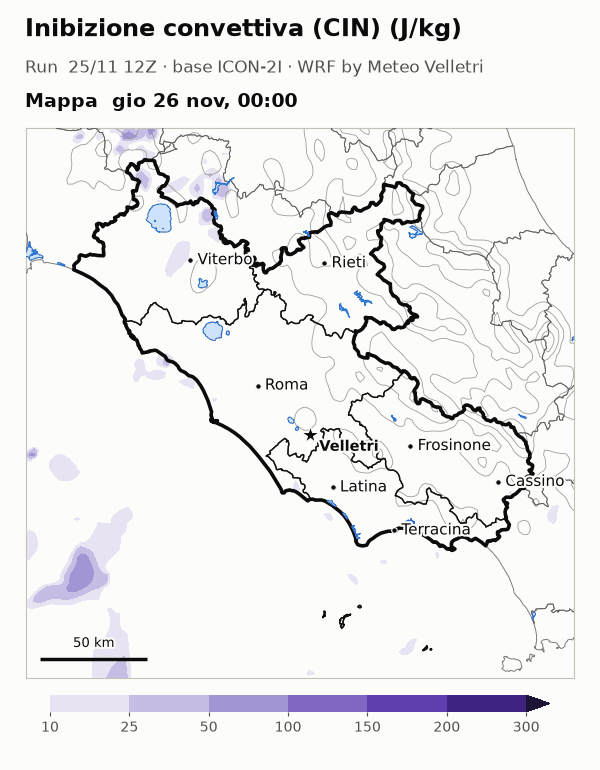 Inibizione convettiva (CIN) (J/kg)
Run  25/11 12Z · base ICON-2I · WRF by Meteo Velletri
Mappa  gio 26 nov, 00:00
Viterbo
Rieti
Roma
Velletri
Frosinone
Cassino
Latina
Terracina
50 km
10 25 50 100 150 200 300